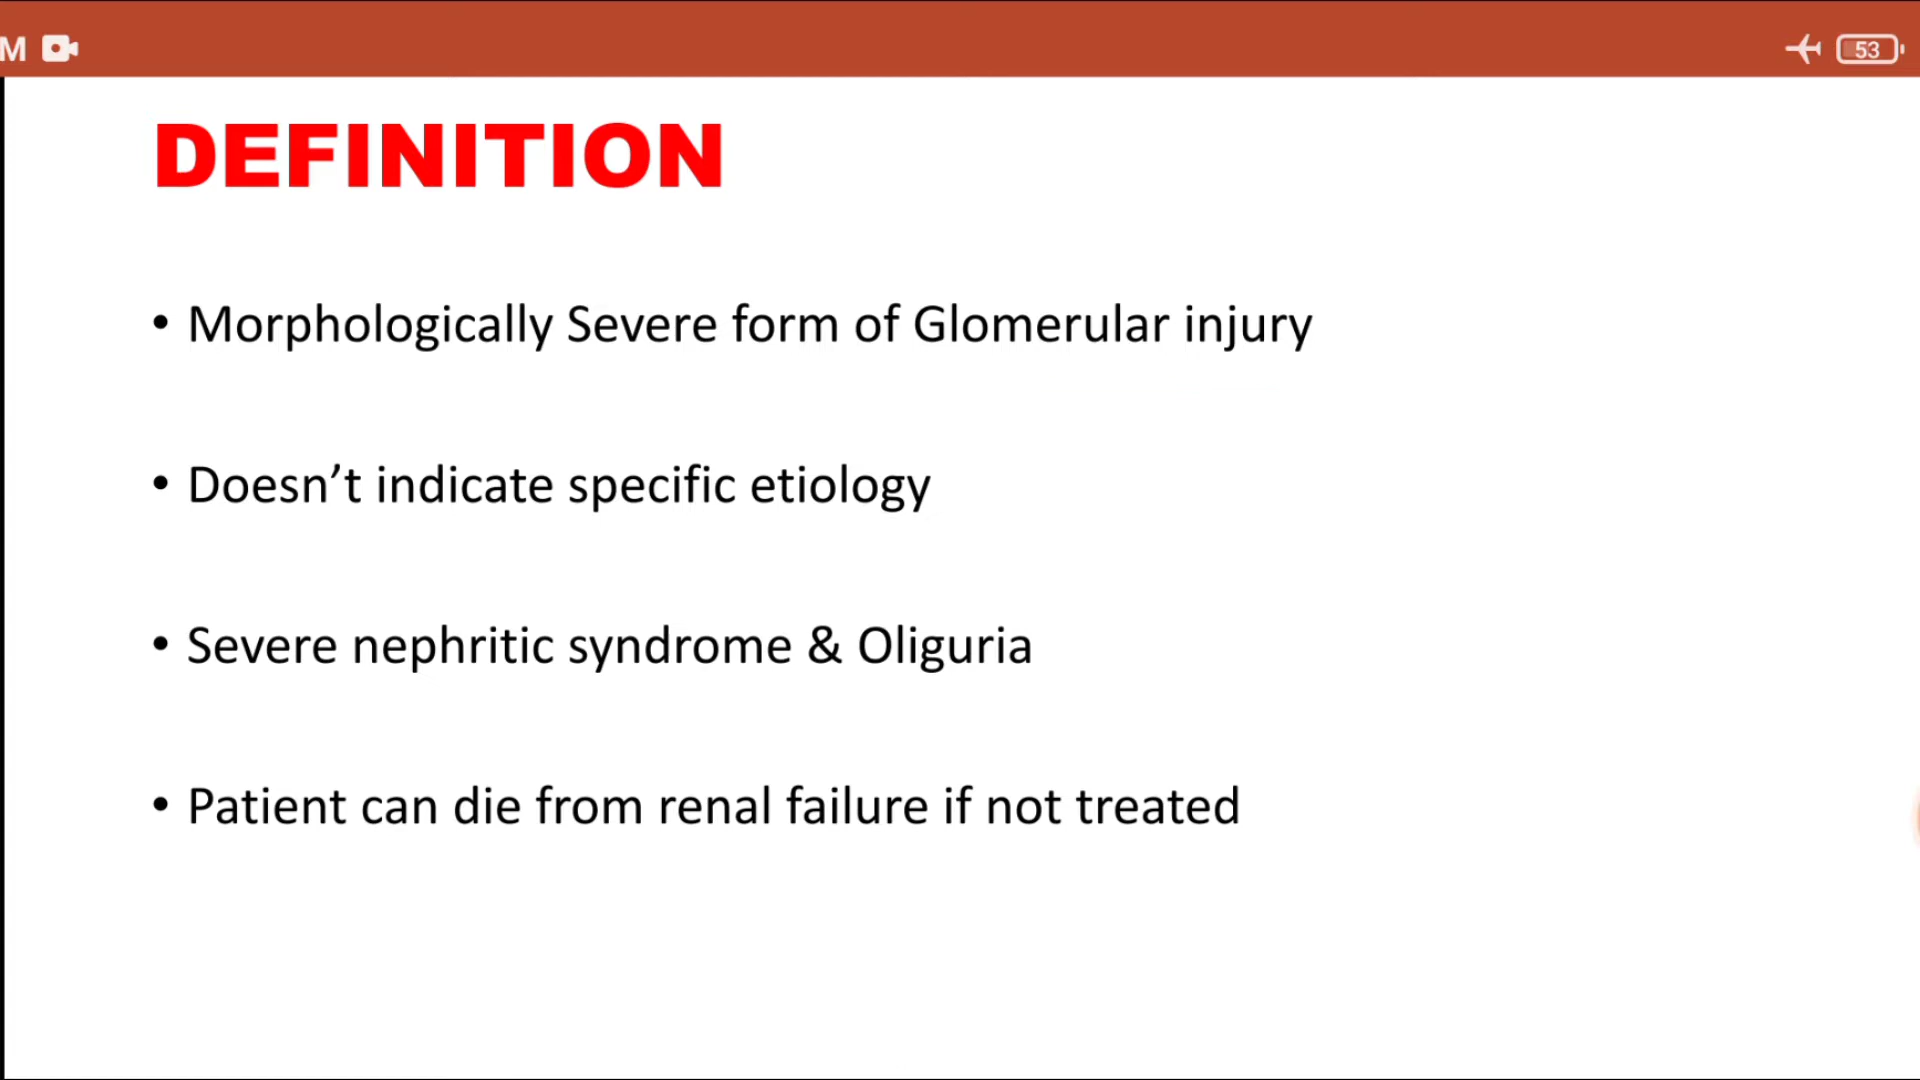 M
53
DEFINITION
• Morphologically Severe form of Glomerular injury
• Doesn’t indicate specific etiology
• Severe nephritic syndrome & Oliguria
• Patient can die from renal failure if not treated